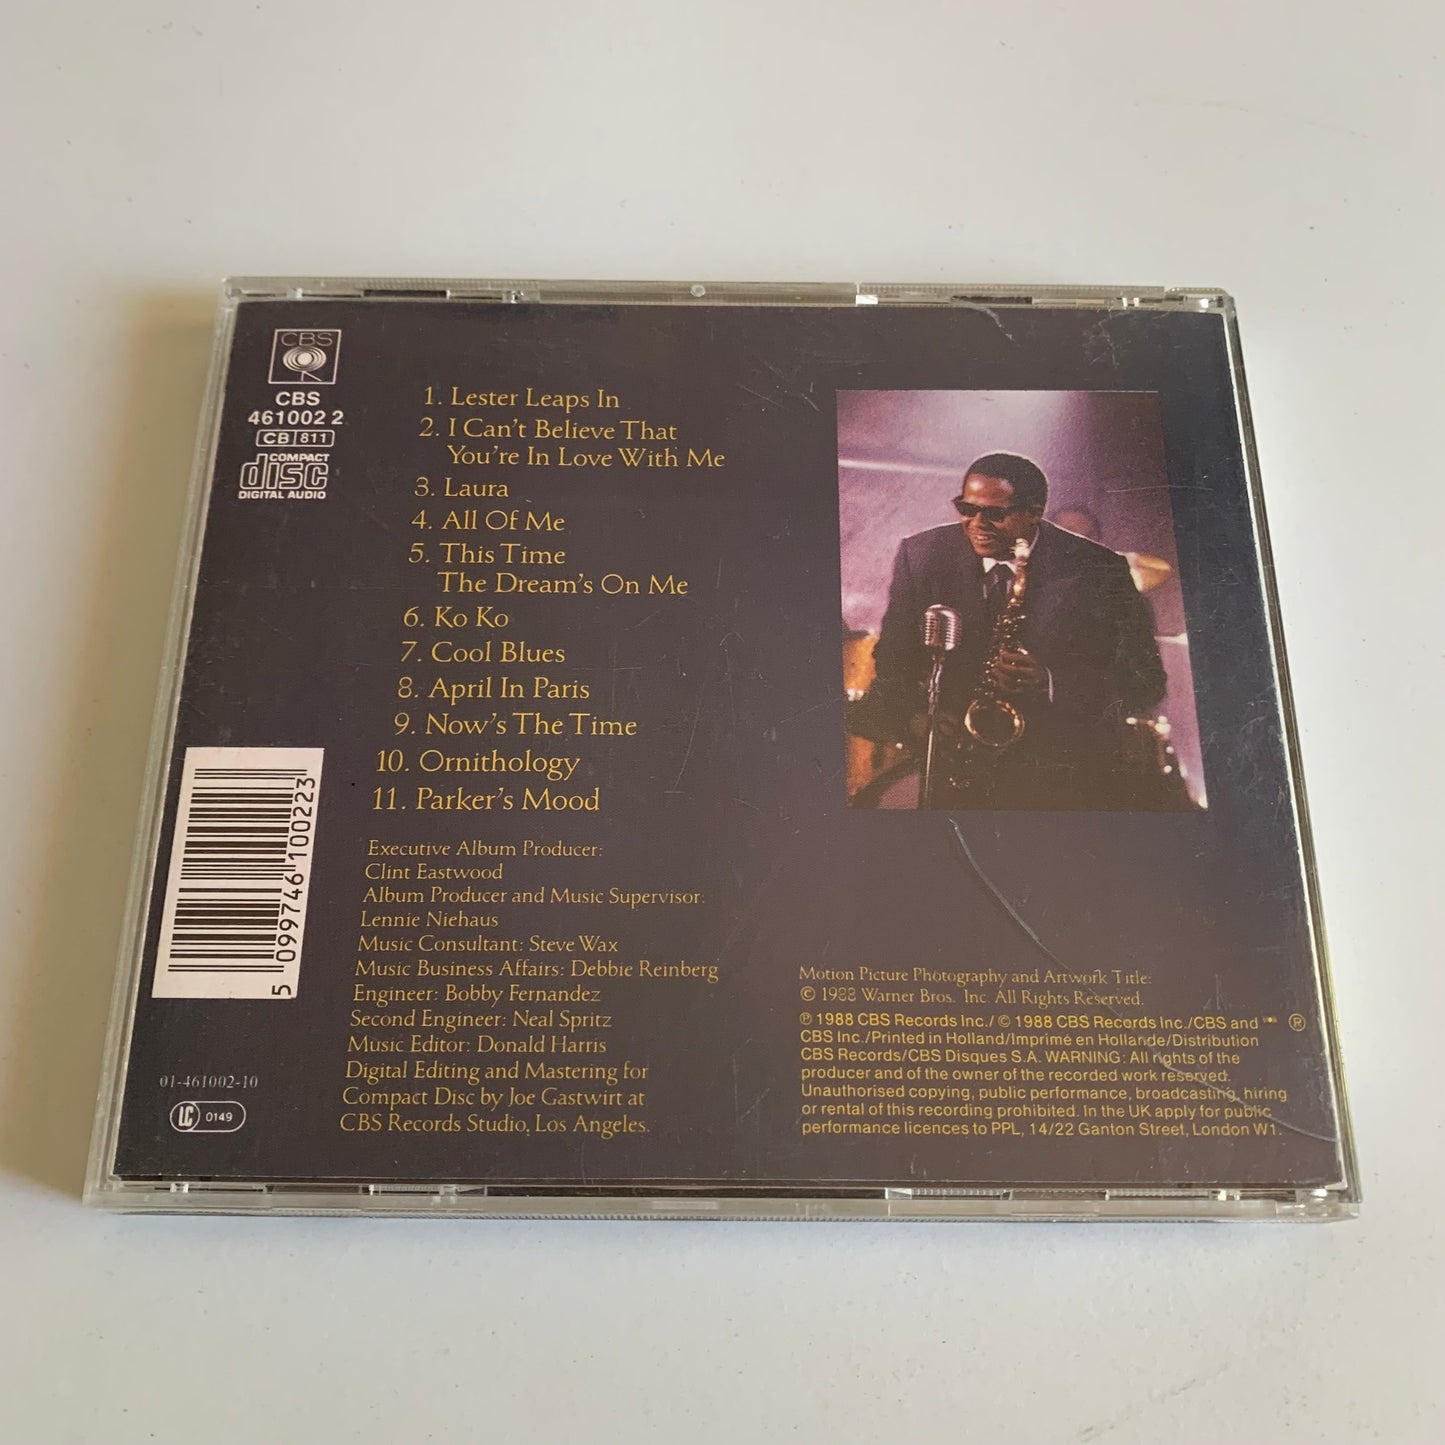 CBS
CBS
461002 2
CB 811
COMPACT
disc
DIGITAL AUDIO
1. Lester Leaps In
2. I Can't Believe That
You're In Love With Me
3. Laura
4. All Of Me
5. This Time
The Dream's On Me
6. Ko Ko
7. Cool Blues
8. April In Paris
9. Now's The Time
10. Ornithology
11. Parker's Mood
5 099746 100223
Executive Album Producer:
Clint Eastwood
Album Producer and Music Supervisor:
Lennie Niehaus
Music Consultant: Steve Wax
Music Business Affairs: Debbie Reinberg
Engineer: Bobby Fernandez
Second Engineer: Neal Spritz
Music Editor: Donald Harris
Digital Editing and Mastering for
Compact Disc by Joe Gastwirt at
CBS Records Studio, Los Angeles.
01-461002-10
LC 0149
Motion Picture Photography and Artwork Title:
© 1988 Warner Bros. Inc. All Rights Reserved.
℗ 1988 CBS Records Inc./ © 1988 CBS Records Inc./CBS and ®
CBS Inc./Printed in Holland/Imprimé en Hollande/Distribution
CBS Records/CBS Disques S.A. WARNING: All rights of the
producer and of the owner of the recorded work reserved.
Unauthorised copying, public performance, broadcasting, hiring
or rental of this recording prohibited. In the UK apply for public
performance licences to PPL, 14/22 Ganton Street, London W1.